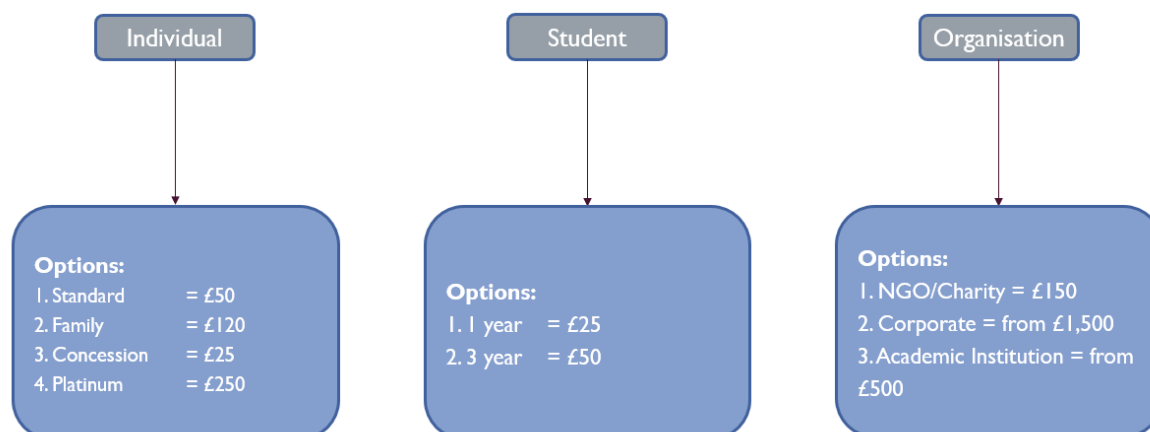 Individual
Student
Organisation
Options:
1. Standard = £50
2. Family = £120
3. Concession = £25
4. Platinum = £250
Options:
1. 1 year = £25
2. 3 year = £50
Options:
1. NGO/Charity = £150
2. Corporate = from £1,500
3. Academic Institution = from
£500